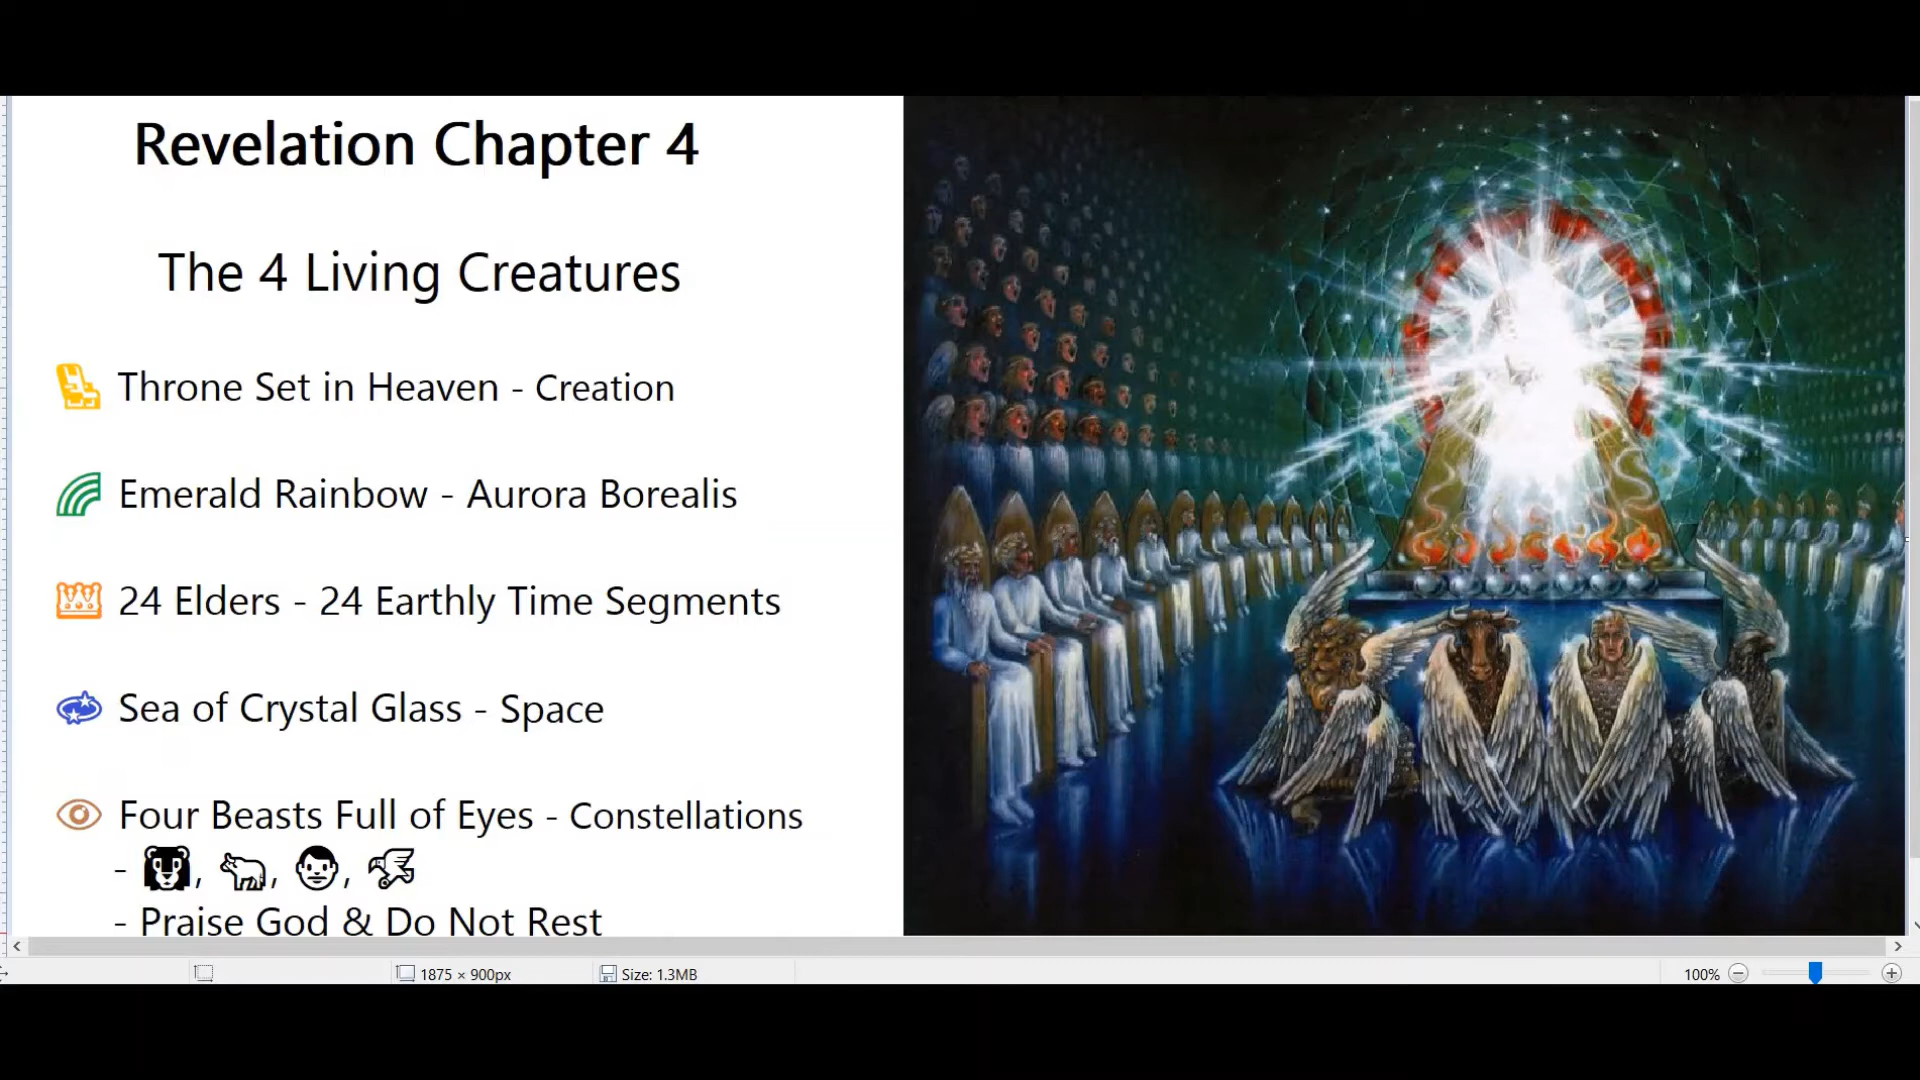 Revelation Chapter 4
The 4 Living Creatures
Throne Set in Heaven - Creation
Emerald Rainbow - Aurora Borealis
24 Elders - 24 Earthly Time Segments
Sea of Crystal Glass - Space
Four Beasts Full of Eyes - Constellations
- , , ,
- Praise God & Do Not Rest
1875 × 900px
Size: 1.3MB
100%